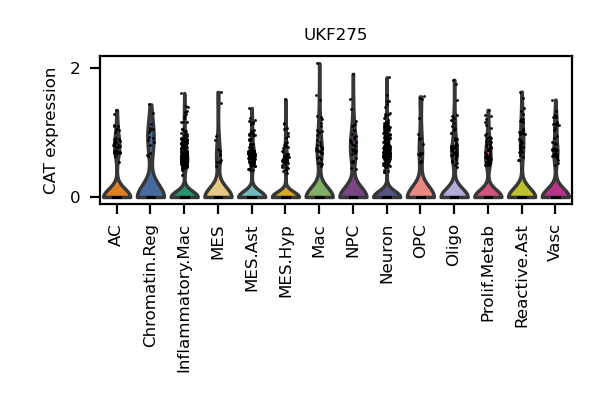 UKF275
CAT expression
2
0
AC
Chromatin.Reg
Inflammatory.Mac
MES
MES.Ast
MES.Hyp
Mac
NPC
Neuron
OPC
Oligo
Prolif.Metab
Reactive.Ast
Vasc